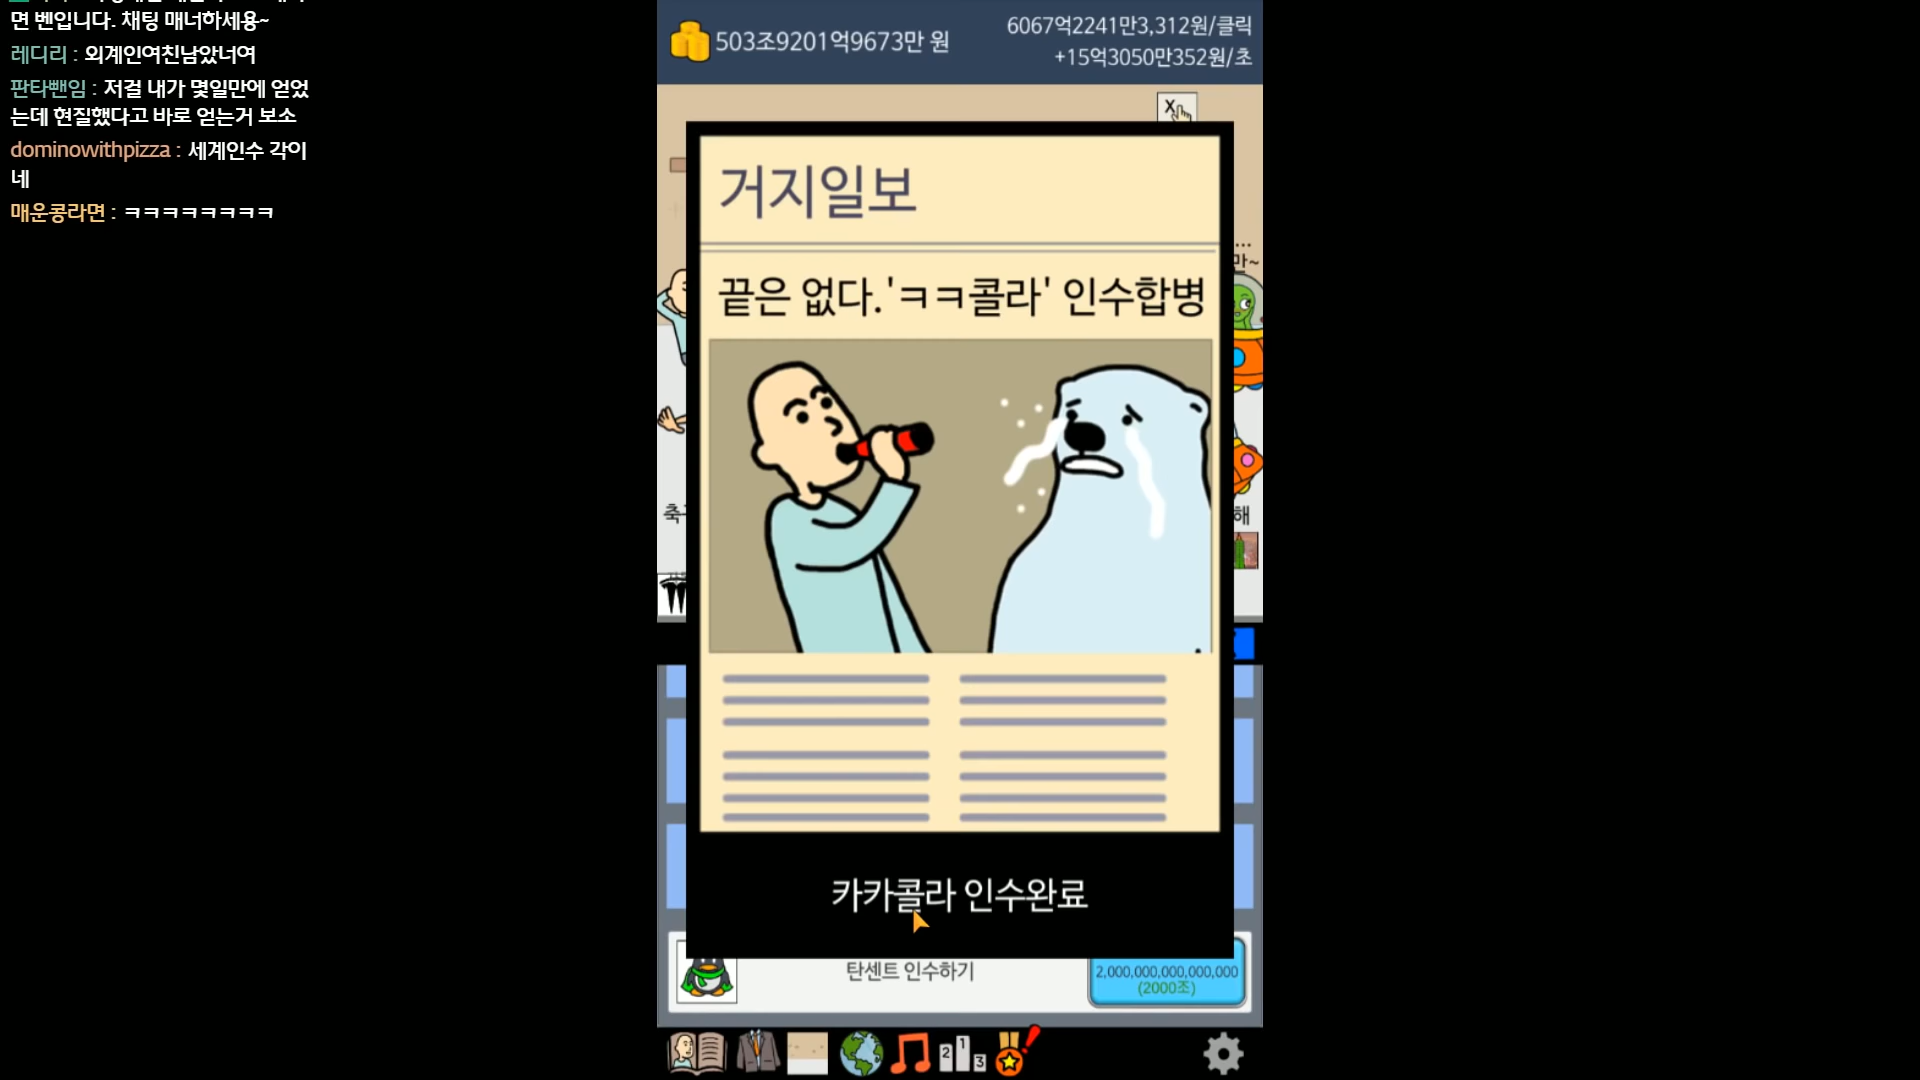 면 벤입니다. 채팅 매너하세용~
레디리 : 외계인여친남았너여
판타뺀임 : 저걸 내가 몇일만에 얻었
는데 현질했다고 바로 얻는거 보소
dominowithpizza : 세계인수 각이
네
매운콩라면 : ㅋㅋㅋㅋㅋㅋㅋㅋ
503조9201억9673만 원
6067억2241만3,312원/클릭
+15억3050만352원/초
X
거지일보
끝은 없다.'ㅋㅋ콜라' 인수합병
...
만~
축
해
카카콜라 인수완료
탄센트 인수하기
2,000,000,000,000,000
(2000조)
2 1 3